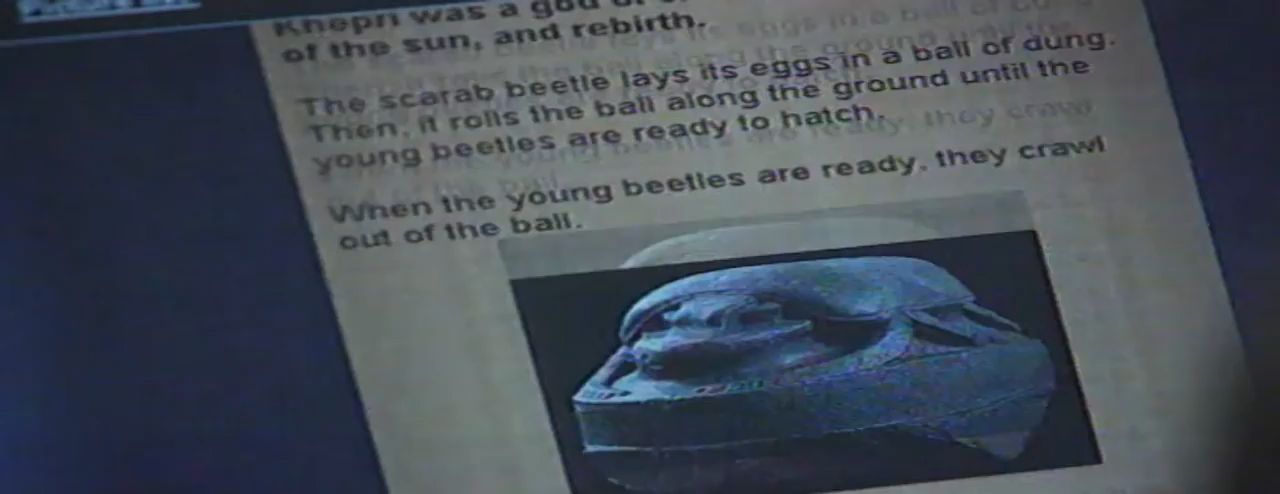 Khepri was a god of
of the sun, and rebirth.
The scarab beetle lays its eggs in a ball of dung.
Then, it rolls the ball along the ground until the
young beetles are ready to hatch.
When the young beetles are ready, they crawl
out of the ball.